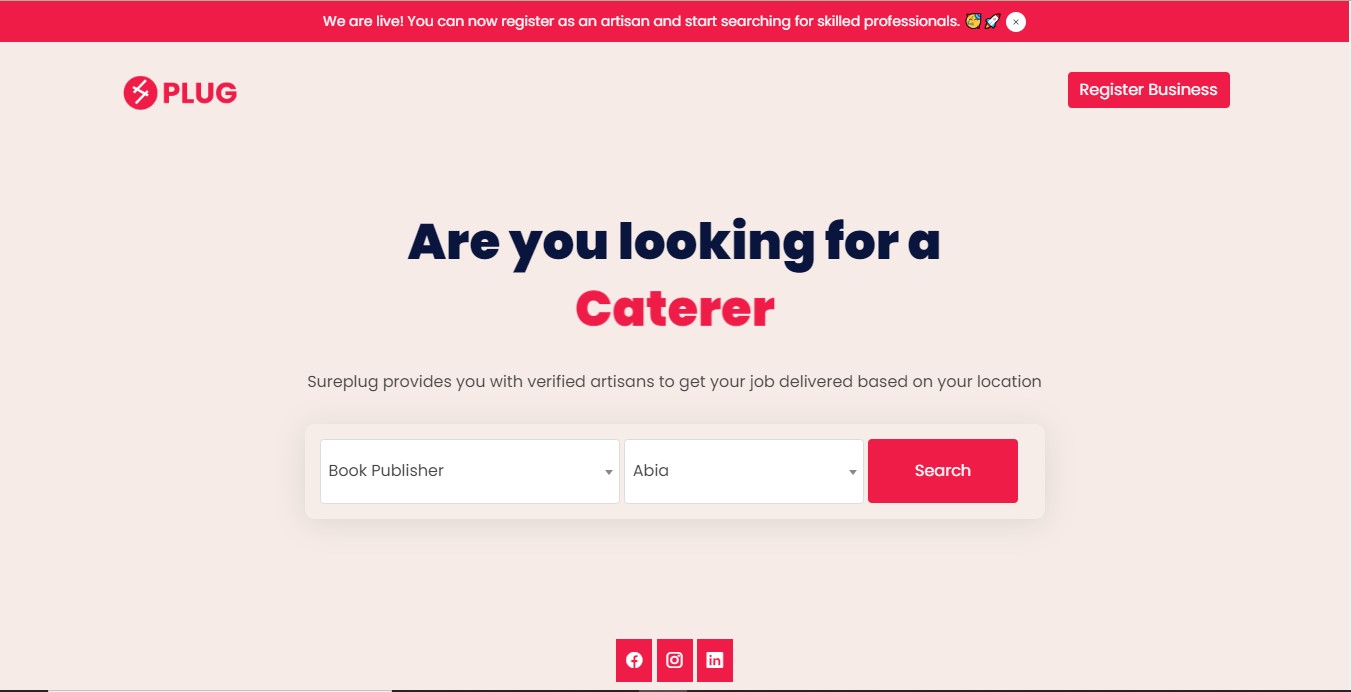 We are live! You can now register as an artisan and start searching for skilled professionals. 🥳🚀
PLUG
Register Business
Are you looking for a
Caterer
Sureplug provides you with verified artisans to get your job delivered based on your location
Book Publisher
Abia
Search